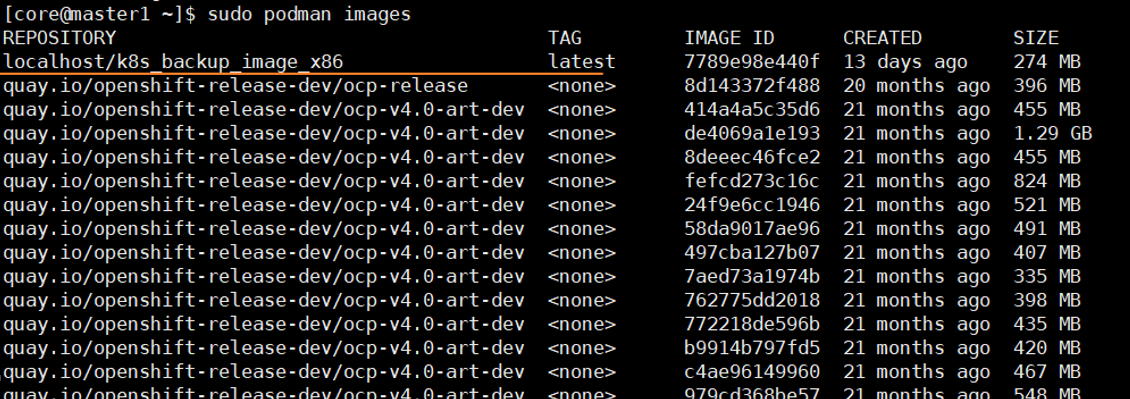 [core@master1 ~]$ sudo podman images
REPOSITORY TAG IMAGE ID CREATED SIZE
localhost/k8s_backup_image_x86 latest 7789e98e440f 13 days ago 274 MB
quay.io/openshift-release-dev/ocp-release <none> 8d143372f488 20 months ago 396 MB
quay.io/openshift-release-dev/ocp-v4.0-art-dev <none> 414a4a5c35d6 21 months ago 455 MB
quay.io/openshift-release-dev/ocp-v4.0-art-dev <none> de4069a1e193 21 months ago 1.29 GB
quay.io/openshift-release-dev/ocp-v4.0-art-dev <none> 8deeec46fce2 21 months ago 455 MB
quay.io/openshift-release-dev/ocp-v4.0-art-dev <none> fefcd273c16c 21 months ago 824 MB
quay.io/openshift-release-dev/ocp-v4.0-art-dev <none> 24f9e6cc1946 21 months ago 521 MB
quay.io/openshift-release-dev/ocp-v4.0-art-dev <none> 58da9017ae96 21 months ago 491 MB
quay.io/openshift-release-dev/ocp-v4.0-art-dev <none> 497cba127b07 21 months ago 407 MB
quay.io/openshift-release-dev/ocp-v4.0-art-dev <none> 7aed73a1974b 21 months ago 335 MB
quay.io/openshift-release-dev/ocp-v4.0-art-dev <none> 762775dd2018 21 months ago 398 MB
quay.io/openshift-release-dev/ocp-v4.0-art-dev <none> 772218de596b 21 months ago 435 MB
quay.io/openshift-release-dev/ocp-v4.0-art-dev <none> b9914b797fd5 21 months ago 420 MB
quay.io/openshift-release-dev/ocp-v4.0-art-dev <none> c4ae96149960 21 months ago 467 MB
quay.io/openshift-release-dev/ocp-v4.0-art-dev <none> 979cd368be57 21 months ago 548 MB